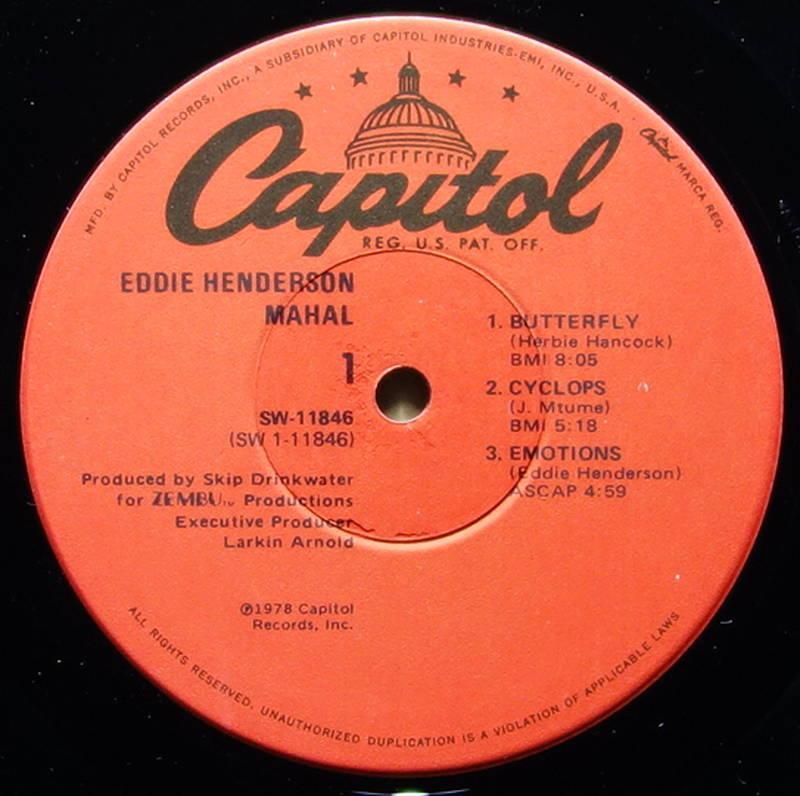 MFD. BY CAPITOL RECORDS, INC., A SUBSIDIARY OF CAPITOL INDUSTRIES-EMI, INC., U.S.A. · Capitol MARCA REG.
Capitol
REG. U.S. PAT. OFF.
EDDIE HENDERSON
MAHAL
1
SW-11846
(SW 1-11846)
Produced by Skip Drinkwater
for ZEMBU Productions
Executive Producer
Larkin Arnold
℗1978 Capitol
Records, Inc.
1. BUTTERFLY
(Herbie Hancock)
BMI 8:05
2. CYCLOPS
(J. Mtume)
BMI 5:18
3. EMOTIONS
(Eddie Henderson)
ASCAP 4:59
ALL RIGHTS RESERVED. UNAUTHORIZED DUPLICATION IS A VIOLATION OF APPLICABLE LAWS